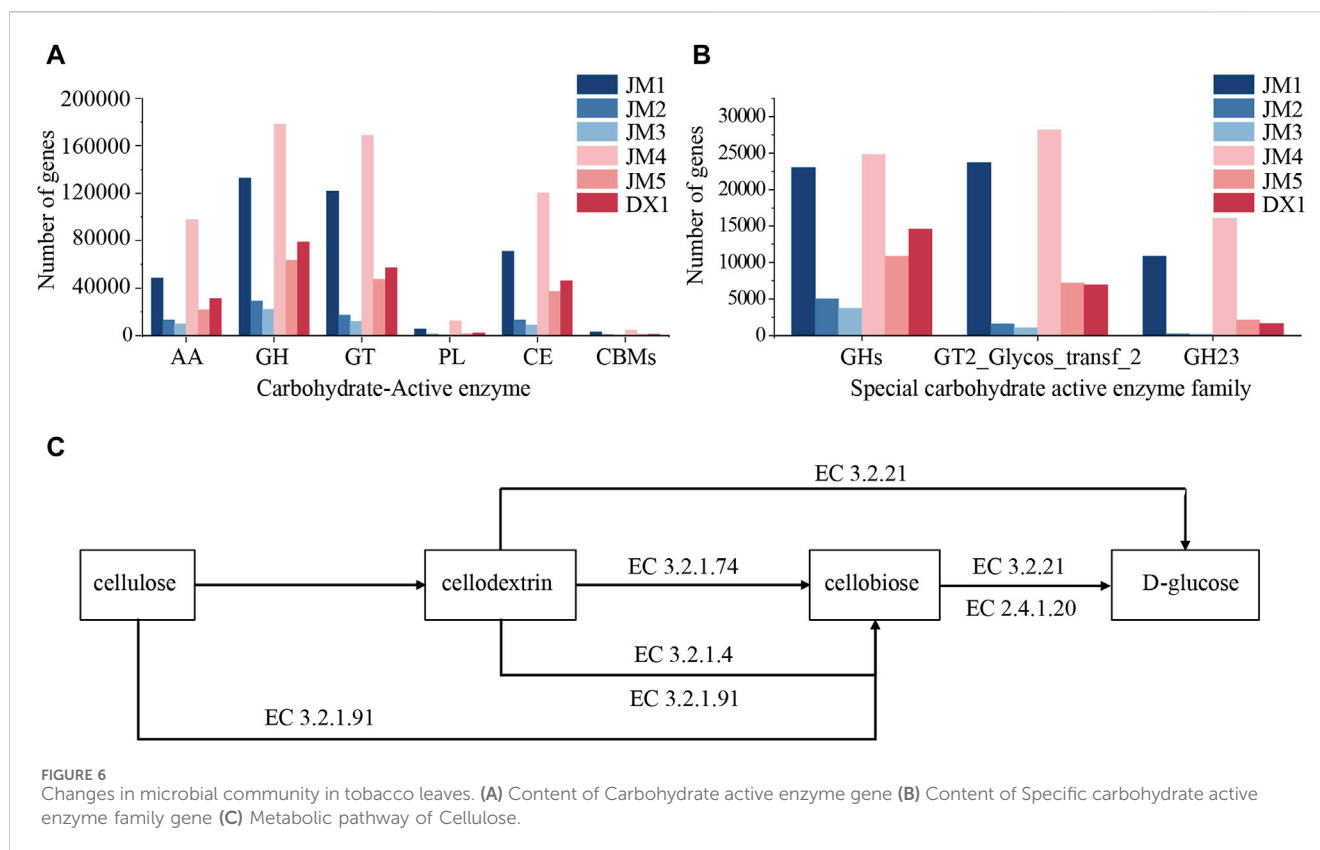 A
JM1
JM2
JM3
JM4
JM5
DX1
200000
160000
120000
80000
40000
0
Number of genes
AA GH GT PL CE CBMs
Carbohydrate-Active enzyme
B
JM1
JM2
JM3
JM4
JM5
DX1
30000
25000
20000
15000
10000
5000
0
Number of genes
GHs GT2_Glycos_transf_2 GH23
Special carbohydrate active enzyme family
C
EC 3.2.21
cellulose
cellodextrin
EC 3.2.1.74
cellobiose
EC 3.2.21
EC 2.4.1.20
D-glucose
EC 3.2.1.4
EC 3.2.1.91
EC 3.2.1.91
FIGURE 6
Changes in microbial community in tobacco leaves. (A) Content of Carbohydrate active enzyme gene (B) Content of Specific carbohydrate active
enzyme family gene (C) Metabolic pathway of Cellulose.